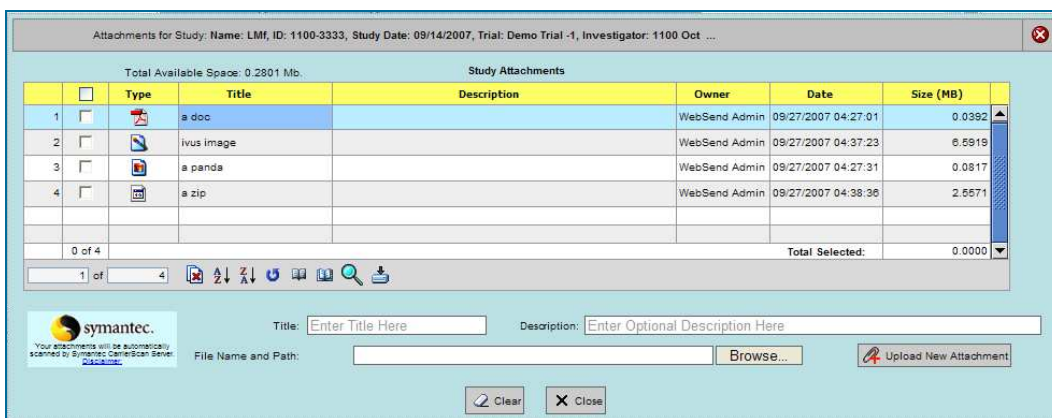 Attachments for Study: Name: LMf, ID: 1100-3333, Study Date: 09/14/2007, Trial: Demo Trial -1, Investigator: 1100 Oct ...
Total Available Space: 0.2801 Mb. Study Attachments
Type Title Description Owner Date Size (MB)
1 a doc WebSend Admin 09/27/2007 04:27:01 0.0392
2 ivus image WebSend Admin 09/27/2007 04:37:23 6.5919
3 a panda WebSend Admin 09/27/2007 04:27:31 0.0817
4 a zip WebSend Admin 09/27/2007 04:38:36 2.5571
0 of 4 Total Selected: 0.0000
1 of 4
symantec.
Your attachments will be automatically
scanned by Symantec CarrierScan Server.
Disclaimer.
Title: Enter Title Here Description: Enter Optional Description Here
File Name and Path: Browse... Upload New Attachment
Clear Close